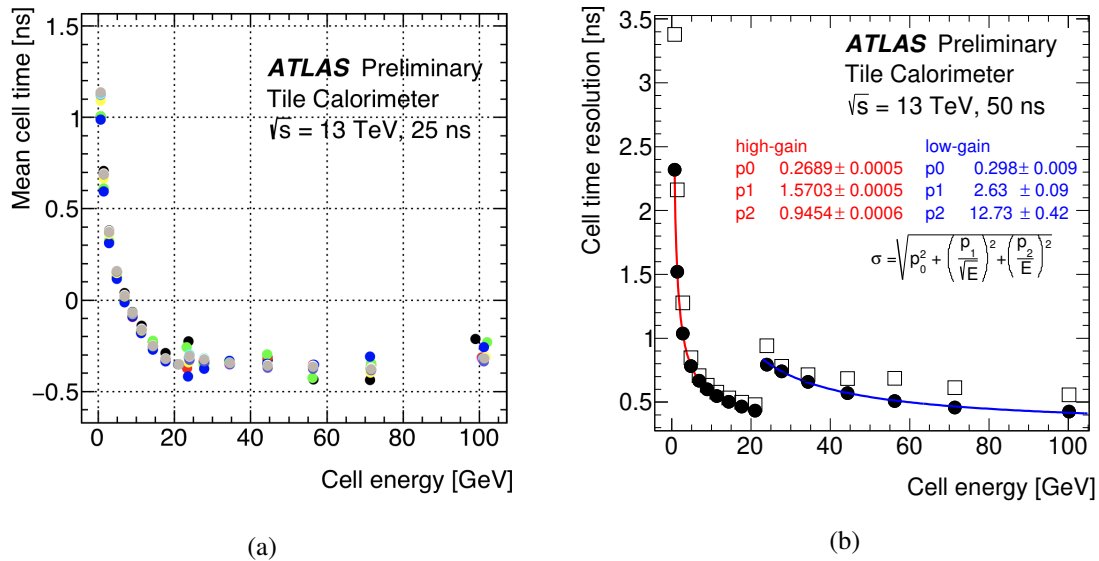 Mean cell time [ns]
1.5
1
0.5
0
−0.5
ATLAS Preliminary
Tile Calorimeter
√s = 13 TeV, 25 ns
0 20 40 60 80 100
Cell energy [GeV]
(a)
Cell time resolution [ns]
3.5
3
2.5
2
1.5
1
0.5
ATLAS Preliminary
Tile Calorimeter
√s = 13 TeV, 50 ns
high-gain
p0 0.2689± 0.0005
p1 1.5703± 0.0005
p2 0.9454± 0.0006
low-gain
p0 0.298± 0.009
p1 2.63 ± 0.09
p2 12.73 ± 0.42
σ =√(p₀² + (p₁/√E)² +(p₂/E)²)
0 20 40 60 80 100
Cell energy [GeV]
(b)